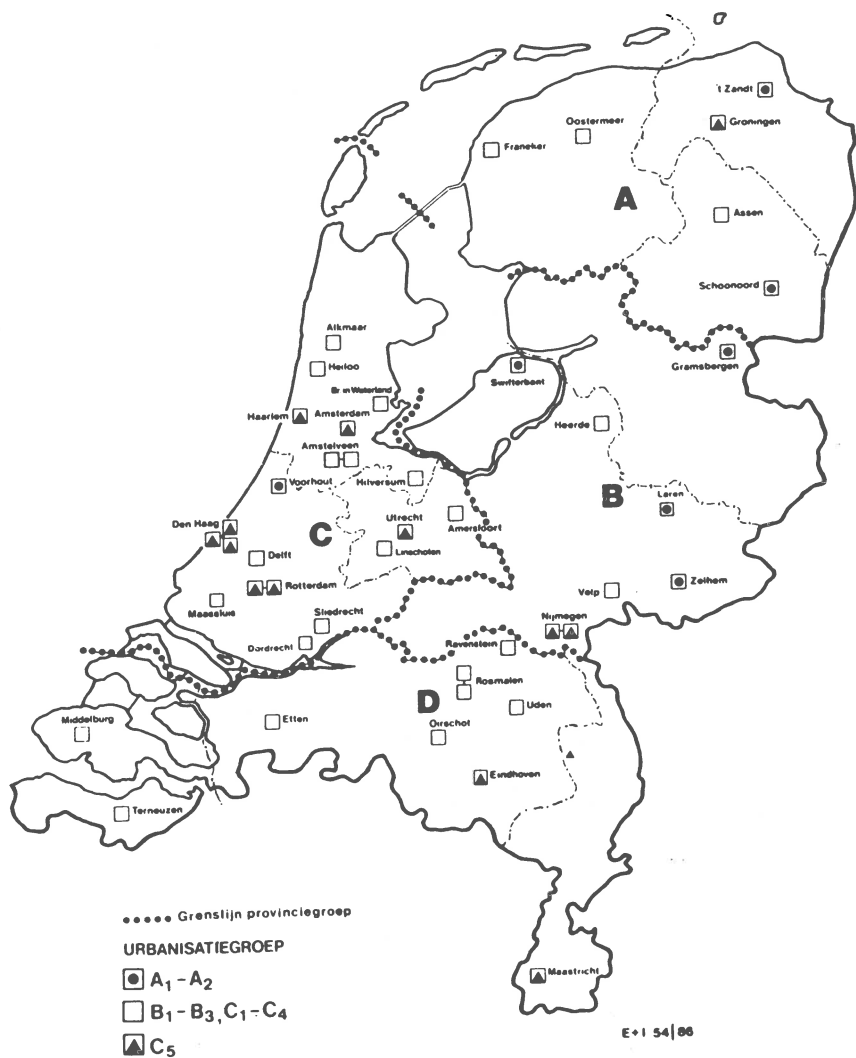 't Zandt
Groningen
Oostermeer
Franeker
A
Assen
Schoonoord
Gramsbergen
Alkmaar
Heiloo
Swifterbant
Br in Waterland
Haarlem
Amsterdam
Heerde
Amstelveen
Voorhout
Hilversum
B
Laren
Den Haag
C
Utrecht
Amersfoort
Delft
Linschoten
Rotterdam
Velp
Zelhem
Maassluis
Sliedrecht
Nijmegen
Dordrecht
Ravenstein
Rosmalen
D
Uden
Middelburg
Etten
Oirschot
Eindhoven
Terneuzen
Grenslijn provinciegroep
URBANISATIEGROEP
A₁-A₂
B₁-B₃, C₁-C₄
C₅
Maastricht
E+I 54|86